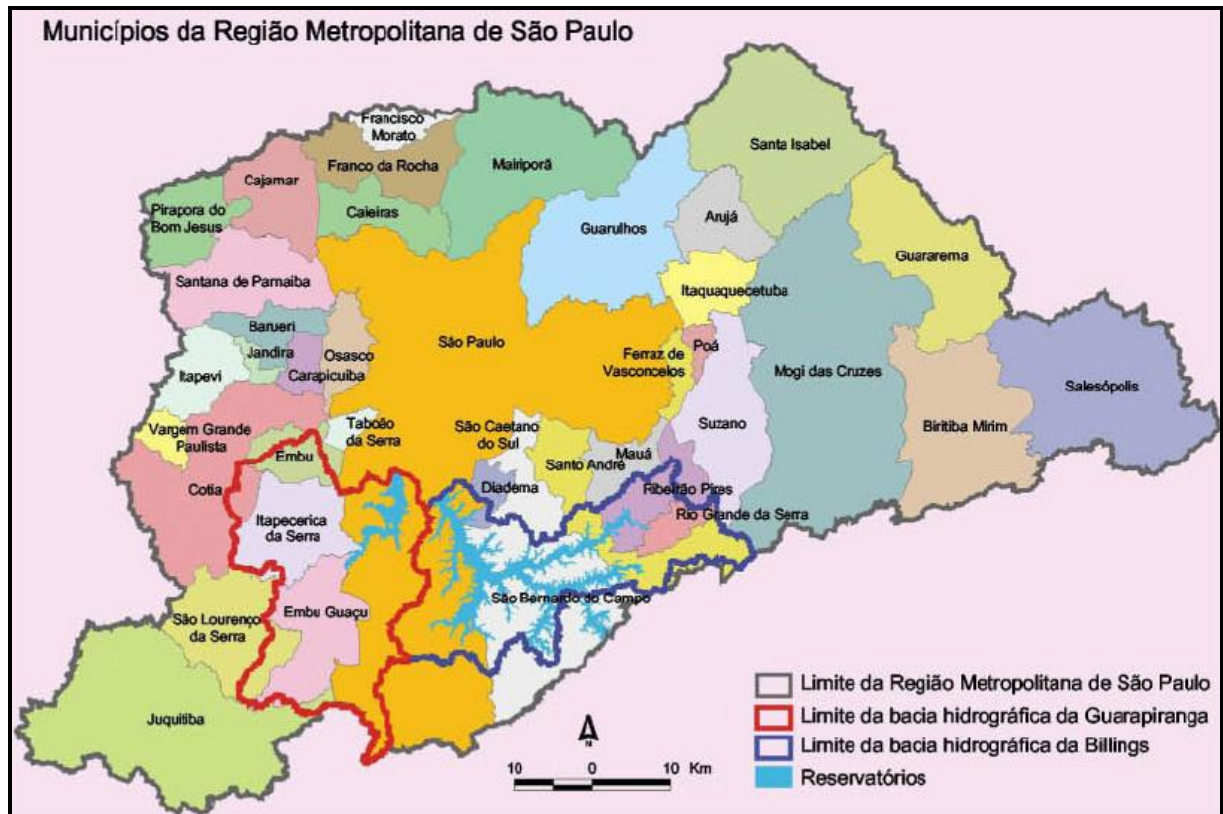 Municípios da Região Metropolitana de São Paulo
Francisco
Morato
Franco da Rocha
Mairiporã
Santa Isabel
Cajamar
Pirapora do
Bom Jesus
Caieiras
Guarulhos
Arujá
Guararema
Santana de Parnaiba
Itaquaquecetuba
Barueri
Jandira
Osasco
São Paulo
Ferraz de
Vasconcelos
Poá
Itapevi
Carapicuiba
Mogi das Cruzes
Salesópolis
Vargem Grande
Paulista
Taboão
da Serra
São Caetano
do Sul
Suzano
Biritiba Mirim
Embu
Santo André
Mauá
Cotia
Diadema
Ribeirão Pires
Itapecerica
da Serra
Rio Grande da Serra
São Bernardo do Campo
Embu Guaçu
São Lourenço
da Serra
Juquitiba
N
10 0 10 Km
Limite da Região Metropolitana de São Paulo
Limite da bacia hidrográfica da Guarapiranga
Limite da bacia hidrográfica da Billings
Reservatórios